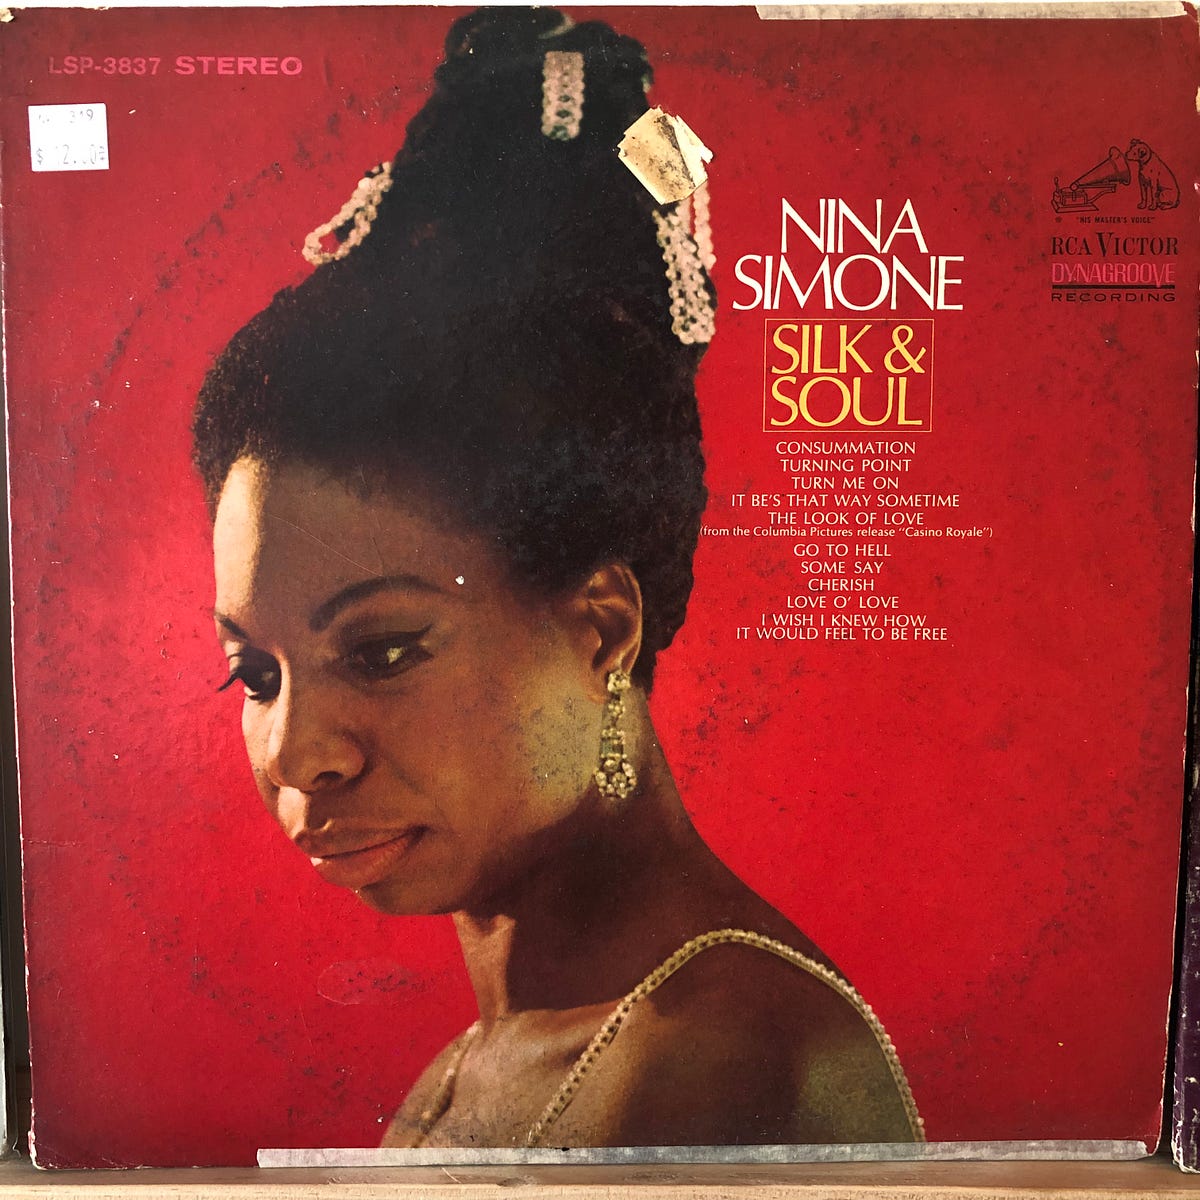 LSP-3837 STEREO
319
NINA
SIMONE
SILK &
SOUL
CONSUMMATION
TURNING POINT
TURN ME ON
IT BE'S THAT WAY SOMETIME
THE LOOK OF LOVE
(from the Columbia Pictures release "Casino Royale")
GO TO HELL
SOME SAY
CHERISH
LOVE O' LOVE
I WISH I KNEW HOW
IT WOULD FEEL TO BE FREE
"HIS MASTER'S VOICE"
RCA VICTOR
DYNAGROOVE
RECORDING